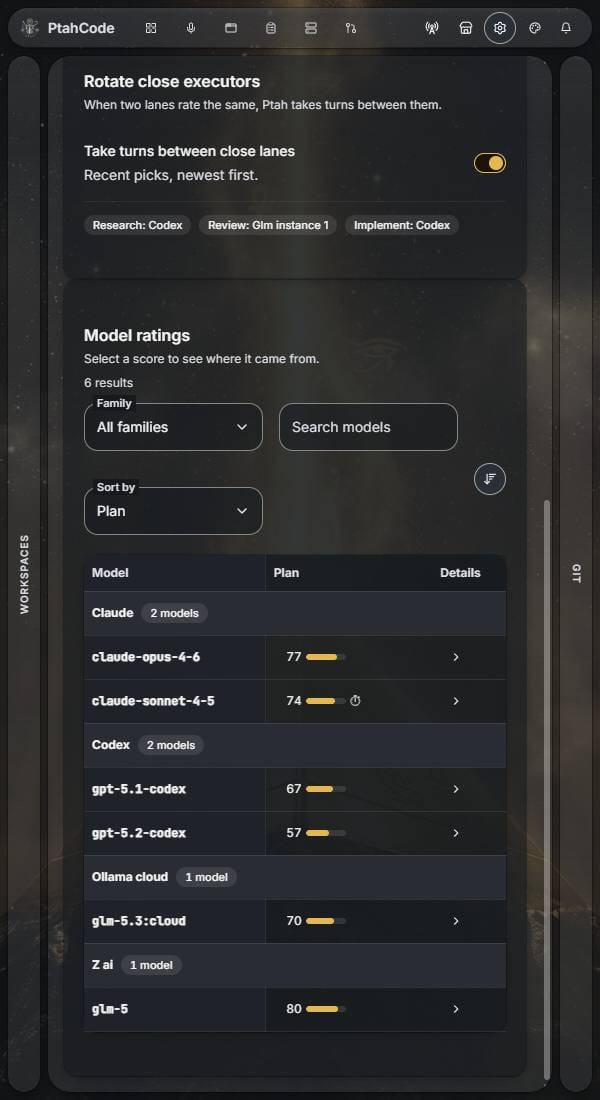 PtahCode
Rotate close executors
When two lanes rate the same, Ptah takes turns between them.
Take turns between close lanes
Recent picks, newest first.
Research: Codex
Review: Glm instance 1
Implement: Codex
Model ratings
Select a score to see where it came from.
6 results
Family
All families
Search models
Sort by
Plan
Model
Plan
Details
Claude
2 models
claude-opus-4-6
77
claude-sonnet-4-5
74
Codex
2 models
gpt-5.1-codex
67
gpt-5.2-codex
57
Ollama cloud
1 model
glm-5.3:cloud
70
Z ai
1 model
glm-5
80
WORKSPACES
GIT